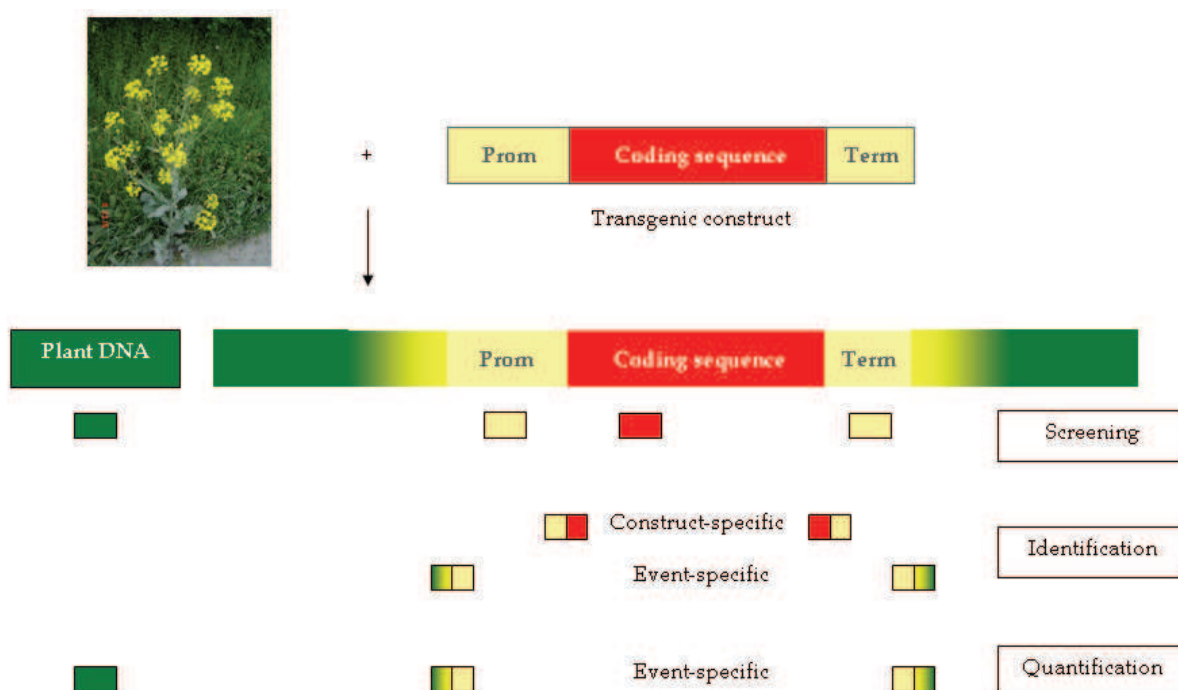 +
Prom Coding sequence Term
Transgenic construct
Plant DNA
Prom Coding sequence Term
Screening
Construct-specific
Identification
Event-specific
Event-specific
Quantification